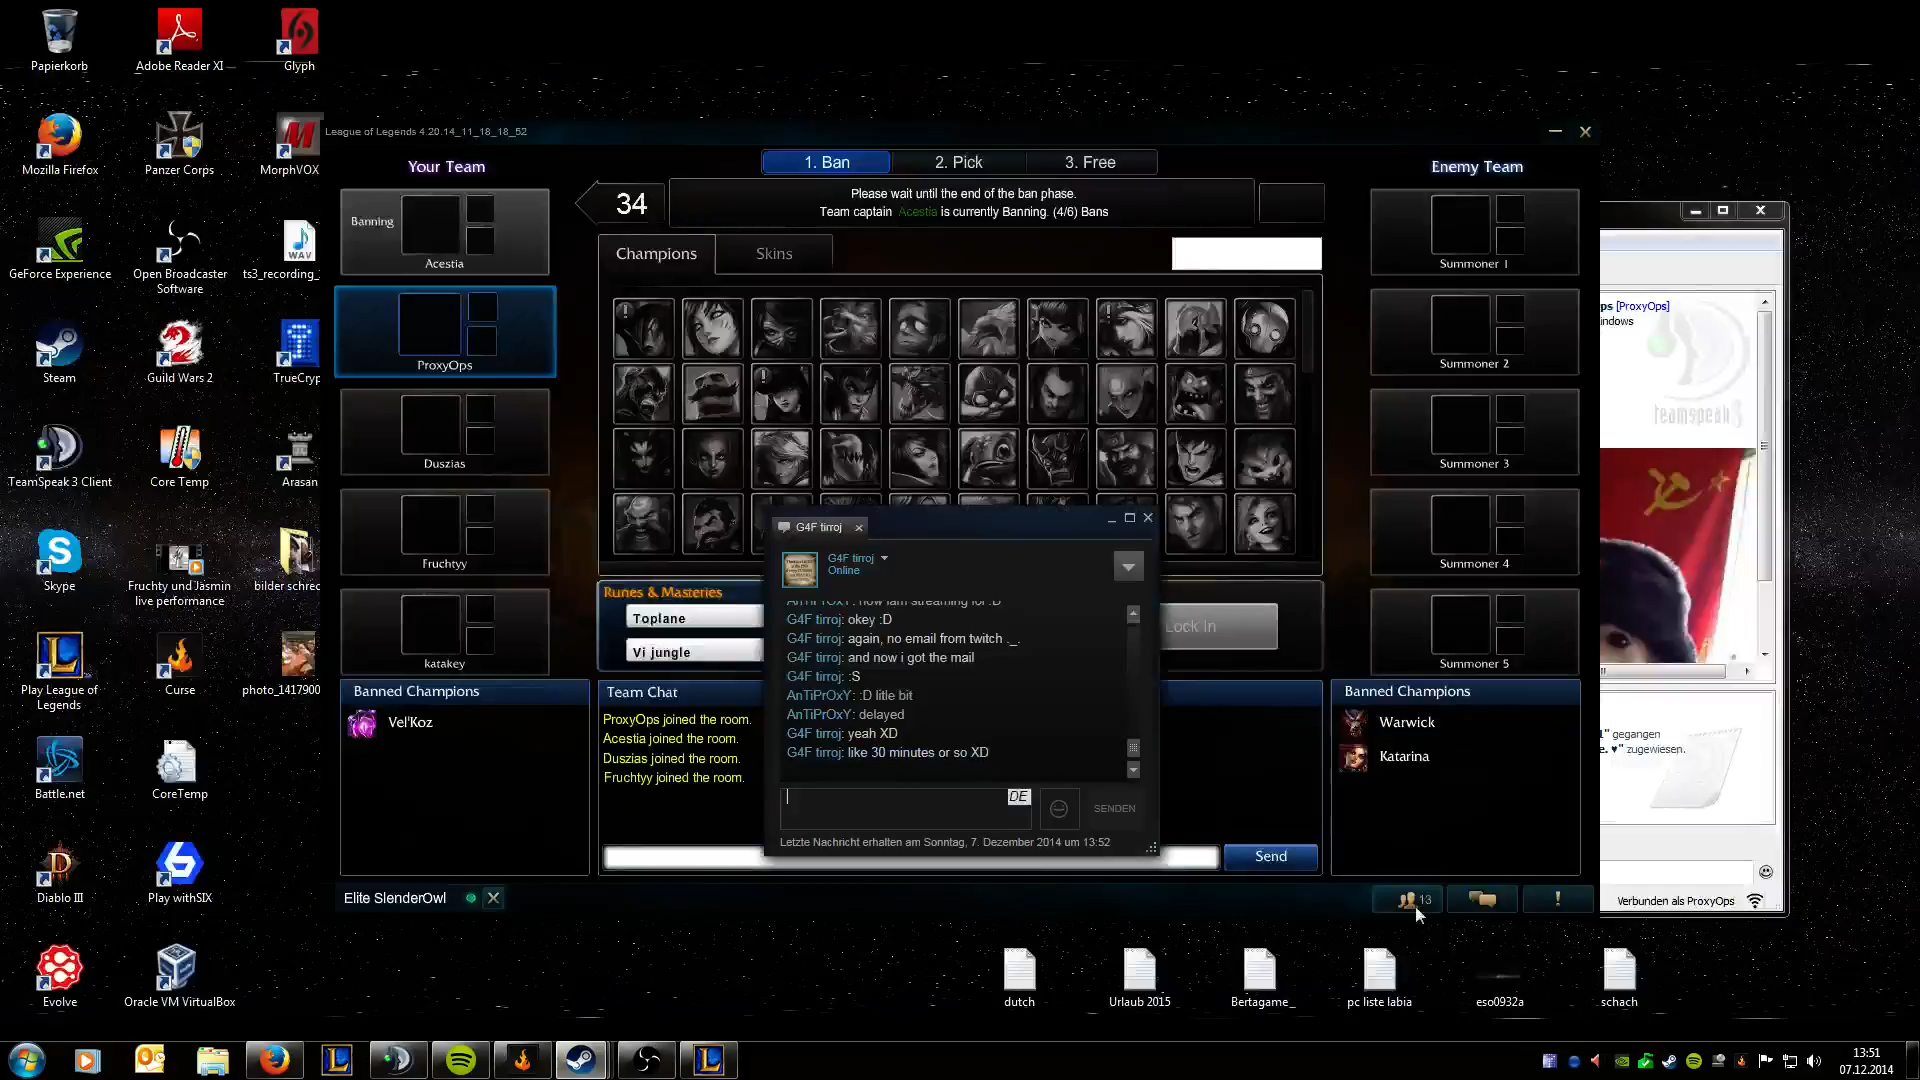 Papierkorb
Adobe Reader XI
Glyph
Mozilla Firefox
Panzer Corps
MorphVOX
GeForce Experience
Open Broadcaster Software
ts3_recording_
Steam
Guild Wars 2
TrueCryp
TeamSpeak 3 Client
Core Temp
Arasan
Skype
Fruchty und Jasmin live performance
bilder schrec
Play League of Legends
Curse
photo_1417900
Battle.net
CoreTemp
Diablo III
Play withSIX
Evolve
Oracle VM VirtualBox
League of Legends 4.20.14_11_18_18_52
Your Team
1. Ban
2. Pick
3. Free
Enemy Team
34
Please wait until the end of the ban phase.
Team captain Acestia is currently Banning. (4/6) Bans
Banning
Acestia
ProxyOps
Duszias
Fruchtyy
katakey
Champions
Skins
Summoner 1
Summoner 2
Summoner 3
Summoner 4
Summoner 5
Runes & Masteries
Toplane
Vi jungle
Lock In
Banned Champions
Vel'Koz
Team Chat
ProxyOps joined the room.
Acestia joined the room.
Duszias joined the room.
Fruchtyy joined the room.
Send
Banned Champions
Warwick
Katarina
G4F tirroj
G4F tirroj
Online
G4F tirroj: okey :D
G4F tirroj: again, no email from twitch ._.
G4F tirroj: and now i got the mail
G4F tirroj: :S
AnTiPrOxY: :D litle bit
AnTiPrOxY: delayed
G4F tirroj: yeah XD
G4F tirroj: like 30 minutes or so XD
DE
SENDEN
Letzte Nachricht erhalten am Sonntag, 7. Dezember 2014 um 13:52
Elite SlenderOwl
13
ps [ProxyOps]
indows
teamspeak 3
1" gegangen
e. ♥" zugewiesen.
Verbunden als ProxyOps
dutch
Urlaub 2015
Bertagame_
pc liste labia
eso0932a
schach
13:51
07.12.2014